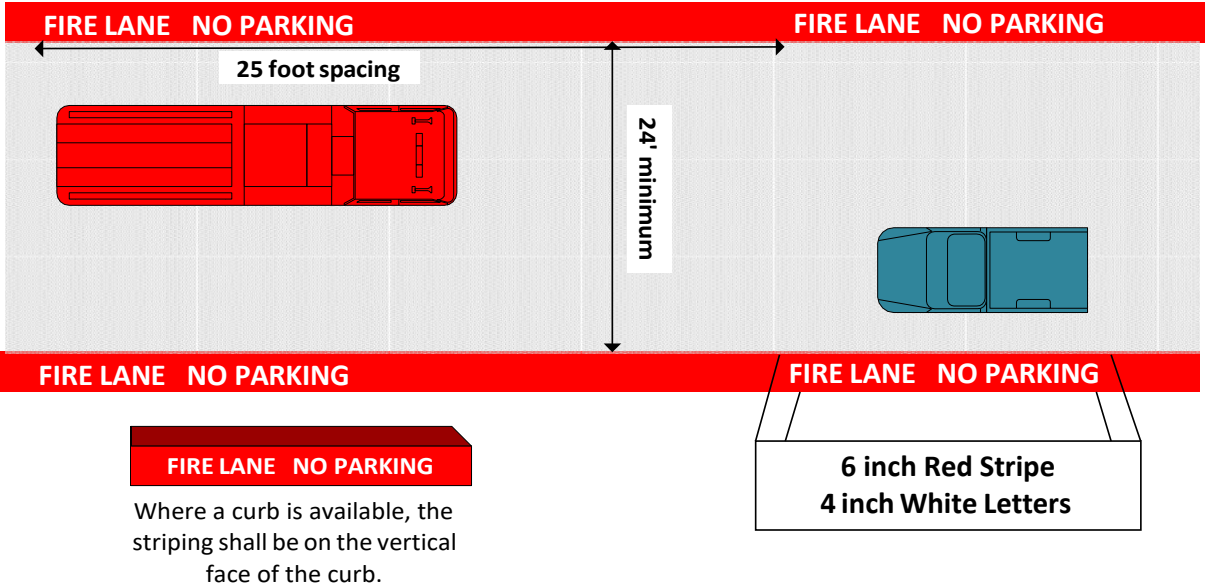 FIRE LANE   NO PARKING
FIRE LANE   NO PARKING
25 foot spacing
24' minimum
FIRE LANE   NO PARKING
FIRE LANE   NO PARKING
FIRE LANE   NO PARKING
6 inch Red Stripe
4 inch White Letters
Where a curb is available, the
striping shall be on the vertical
face of the curb.